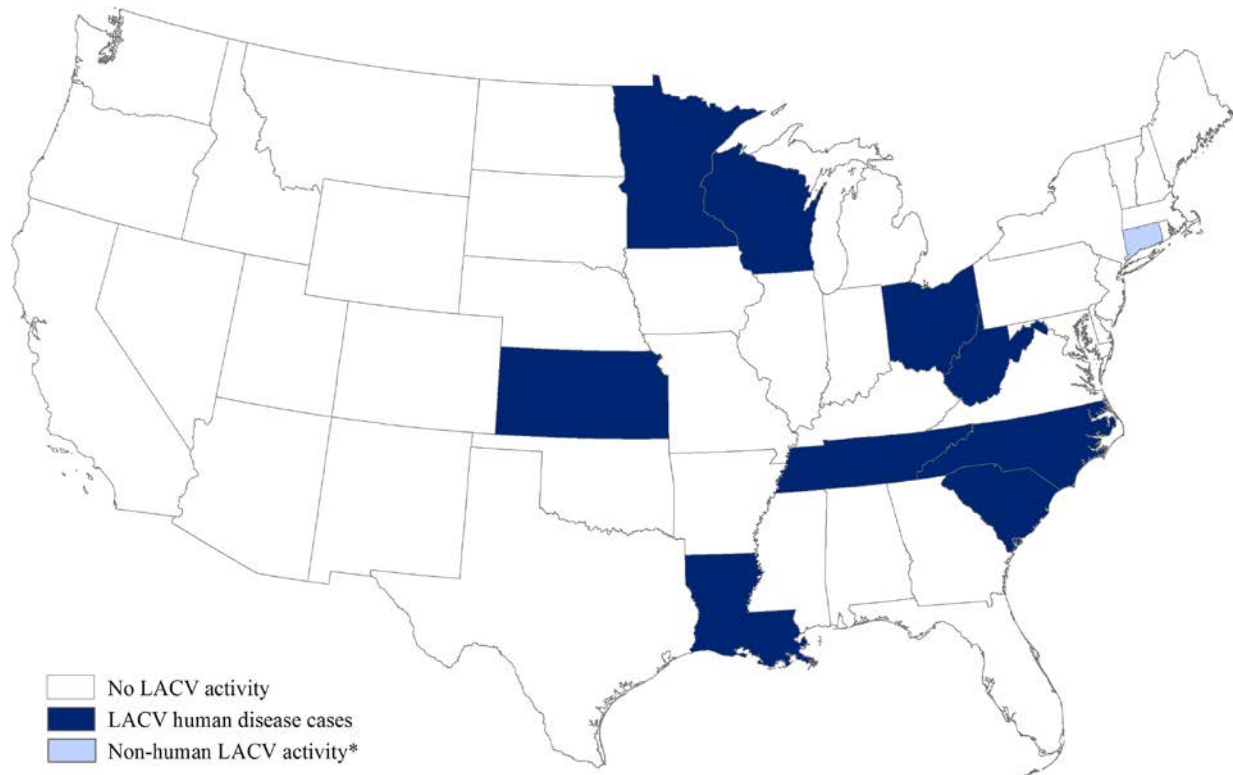 No LACV activity
LACV human disease cases
Non-human LACV activity*